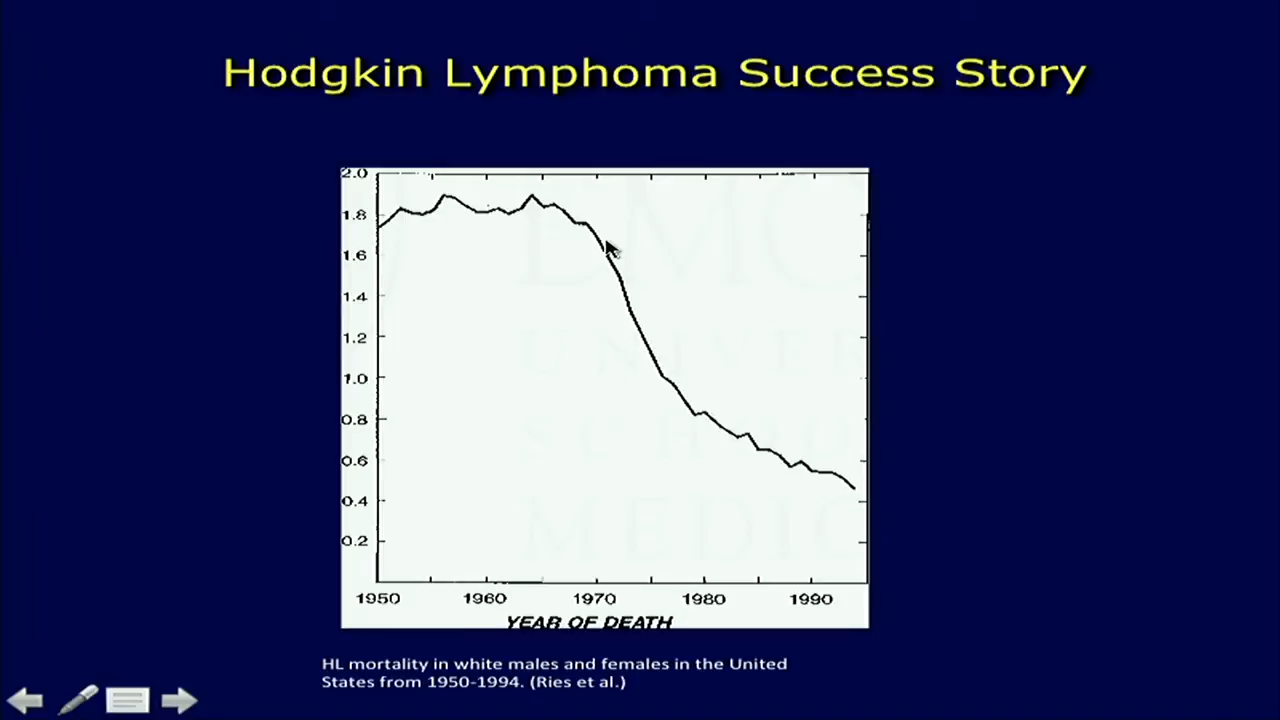 Hodgkin Lymphoma Success Story
2.0
1.8
1.6
1.4
1.2
1.0
0.8
0.6
0.4
0.2
1950 1960 1970 1980 1990
YEAR OF DEATH
HL mortality in white males and females in the United
States from 1950-1994. (Ries et al.)